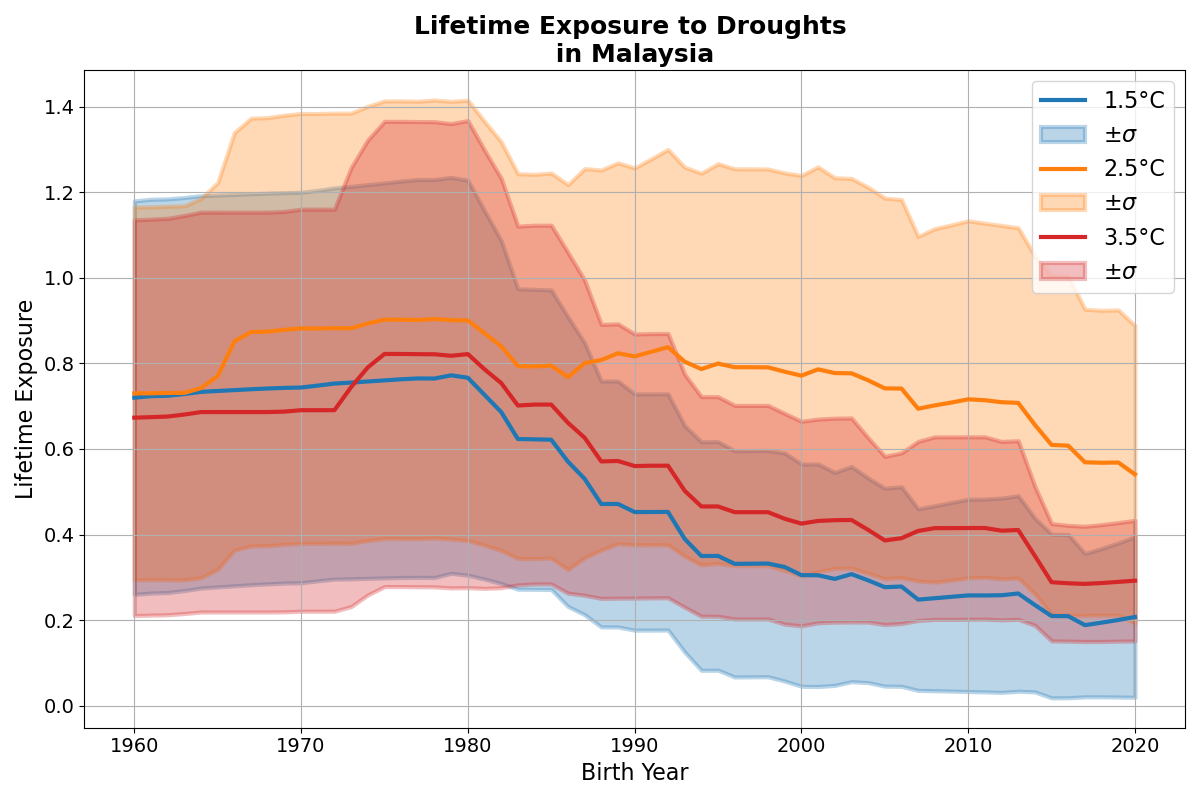 Lifetime Exposure to Droughts
in Malaysia
1.5°C
±σ
2.5°C
±σ
3.5°C
±σ
Lifetime Exposure
1.4
1.2
1.0
0.8
0.6
0.4
0.2
0.0
1960 1970 1980 1990 2000 2010 2020
Birth Year